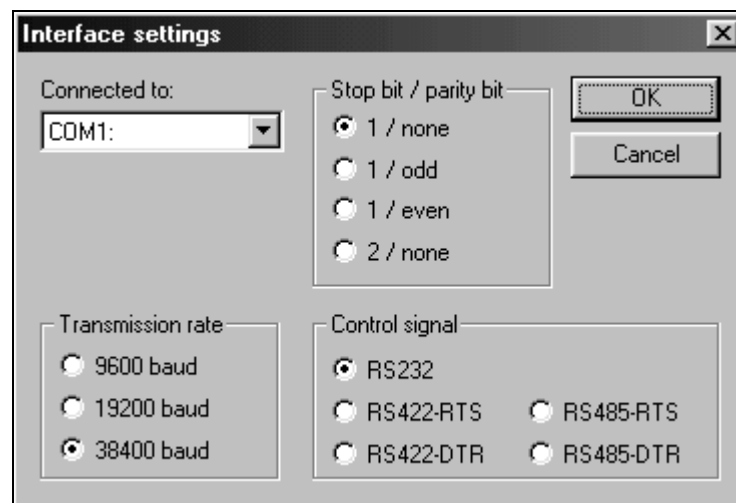 Interface settings
Connected to:
COM1:
Stop bit / parity bit
1 / none
1 / odd
1 / even
2 / none
OK
Cancel
Transmission rate
9600 baud
19200 baud
38400 baud
Control signal
RS232
RS422-RTS
RS485-RTS
RS422-DTR
RS485-DTR